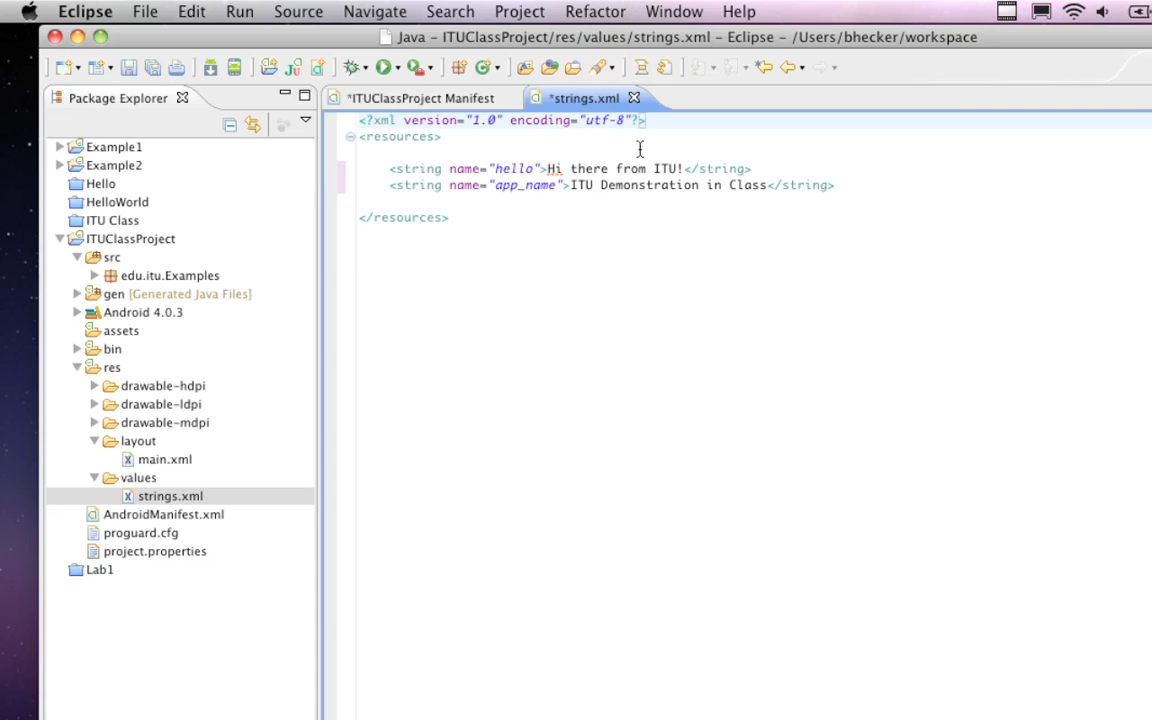 Eclipse File Edit Run Source Navigate Search Project Refactor Window Help
Java – ITUClassProject/res/values/strings.xml – Eclipse – /Users/bhecker/workspace
Package Explorer
*ITUClassProject Manifest
*strings.xml
Example1
Example2
Hello
HelloWorld
ITU Class
ITUClassProject
src
edu.itu.Examples
gen [Generated Java Files]
Android 4.0.3
assets
bin
res
drawable-hdpi
drawable-ldpi
drawable-mdpi
layout
main.xml
values
strings.xml
AndroidManifest.xml
proguard.cfg
project.properties
Lab1
<?xml version="1.0" encoding="utf-8"?>
<resources>
<string name="hello">Hi there from ITU!</string>
<string name="app_name">ITU Demonstration in Class</string>
</resources>